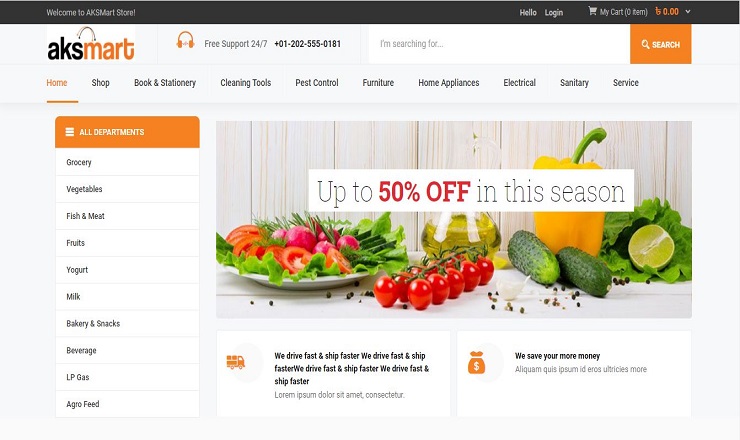 Welcome to AKSMart Store!
Hello Login My Cart (0 item) ৳ 0.00
aksmart
Free Support 24/7 +01-202-555-0181
I'm searching for...
SEARCH
Home Shop Book & Stationery Cleaning Tools Pest Control Furniture Home Appliances Electrical Sanitary Service
ALL DEPARTMENTS
Grocery
Vegetables
Fish & Meat
Fruits
Yogurt
Milk
Bakery & Snacks
Beverage
LP Gas
Agro Feed
Up to 50% OFF in this season
We drive fast & ship faster We drive fast & ship
fasterWe drive fast & ship faster We drive fast &
ship faster
Lorem ipsum dolor sit amet, consectetur.
$
We save your more money
Aliquam quis ipsum id eros ultricies more